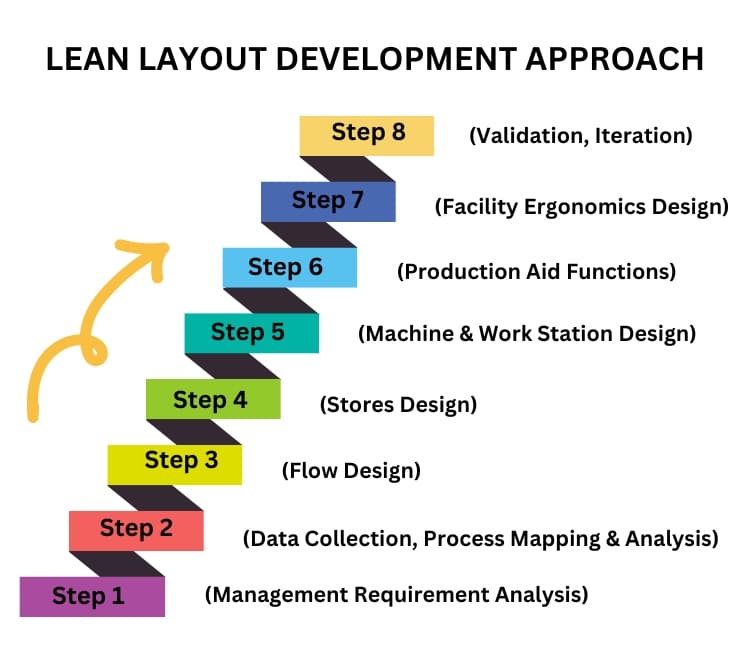 LEAN LAYOUT DEVELOPMENT APPROACH
Step 8 (Validation, Iteration)
Step 7 (Facility Ergonomics Design)
Step 6 (Production Aid Functions)
Step 5 (Machine & Work Station Design)
Step 4 (Stores Design)
Step 3 (Flow Design)
Step 2 (Data Collection, Process Mapping & Analysis)
Step 1 (Management Requirement Analysis)